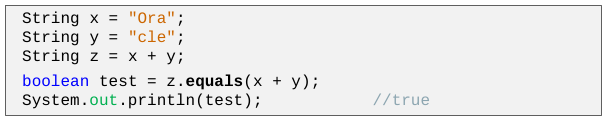 String x = "Ora";
String y = "cle";
String z = x + y;
boolean test = z.equals(x + y);
System.out.println(test); //true